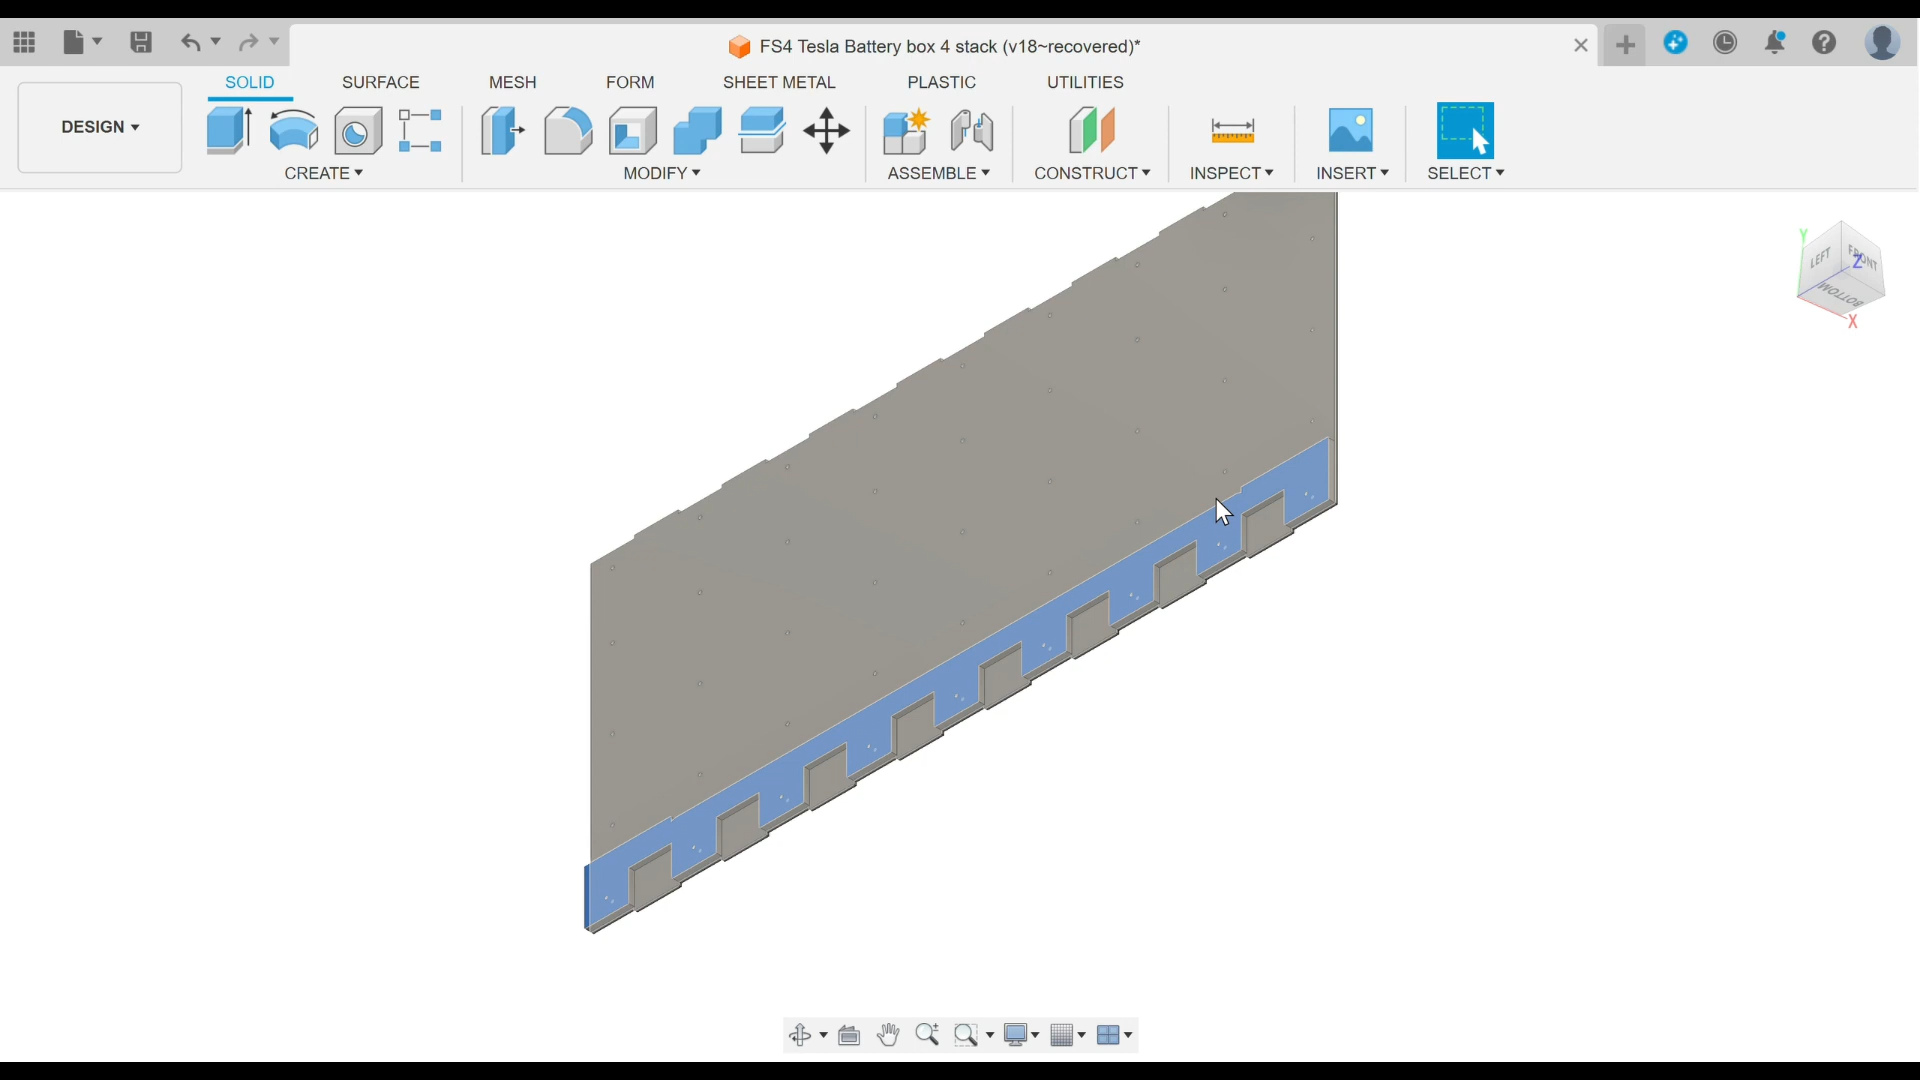 FS4 Tesla Battery box 4 stack (v18~recovered)*
SOLID SURFACE MESH FORM SHEET METAL PLASTIC UTILITIES
DESIGN
CREATE MODIFY ASSEMBLE CONSTRUCT INSPECT INSERT SELECT
Y
LEFT FRONT
Z
BOTTOM
X